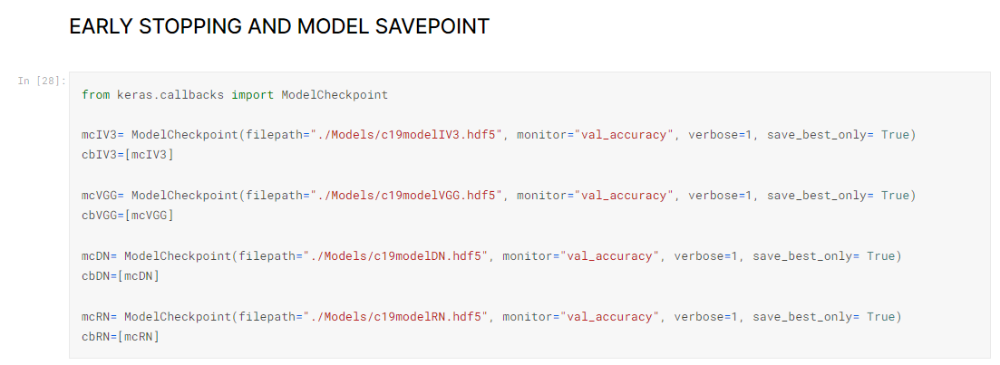 EARLY STOPPING AND MODEL SAVEPOINT
In [28]:
from keras.callbacks import ModelCheckpoint
mcIV3= ModelCheckpoint(filepath="./Models/c19modelIV3.hdf5", monitor="val_accuracy", verbose=1, save_best_only= True)
cbIV3=[mcIV3]
mcVGG= ModelCheckpoint(filepath="./Models/c19modelVGG.hdf5", monitor="val_accuracy", verbose=1, save_best_only= True)
cbVGG=[mcVGG]
mcDN= ModelCheckpoint(filepath="./Models/c19modelDN.hdf5", monitor="val_accuracy", verbose=1, save_best_only= True)
cbDN=[mcDN]
mcRN= ModelCheckpoint(filepath="./Models/c19modelRN.hdf5", monitor="val_accuracy", verbose=1, save_best_only= True)
cbRN=[mcRN]